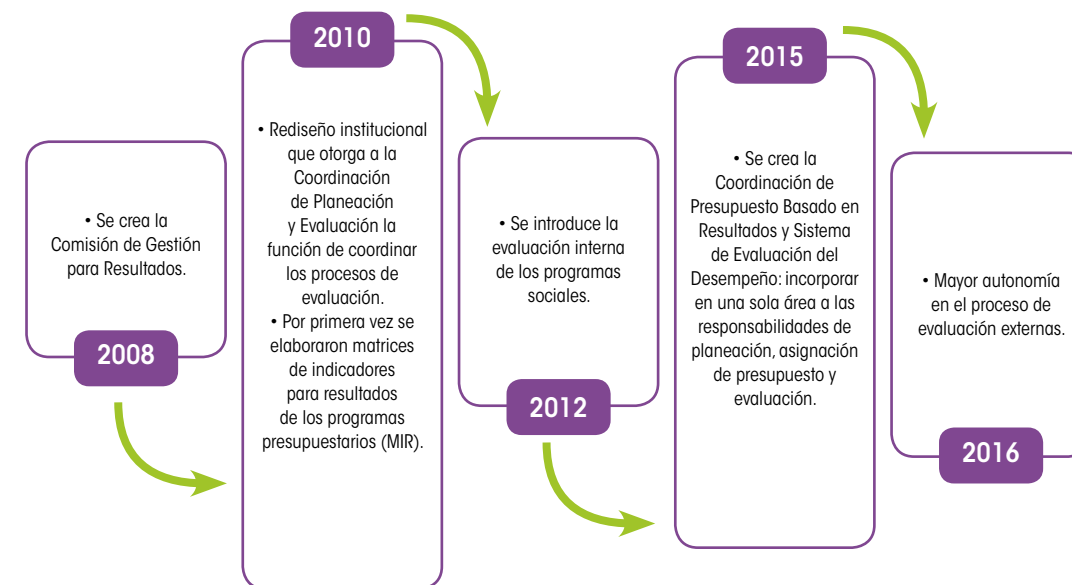 • Se crea la
Comisión de Gestión
para Resultados.
2008
2010
• Rediseño institucional
que otorga a la
Coordinación
de Planeación
y Evaluación la
función de coordinar
los procesos de
evaluación.
• Por primera vez se
elaboraron matrices
de indicadores
para resultados
de los programas
presupuestarios (MIR).
• Se introduce la
evaluación interna
de los programas
sociales.
2012
2015
• Se crea la
Coordinación de
Presupuesto Basado en
Resultados y Sistema
de Evaluación del
Desempeño: incorporar
en una sola área a las
responsabilidades de
planeación, asignación
de presupuesto y
evaluación.
• Mayor autonomía
en el proceso de
evaluación externas.
2016